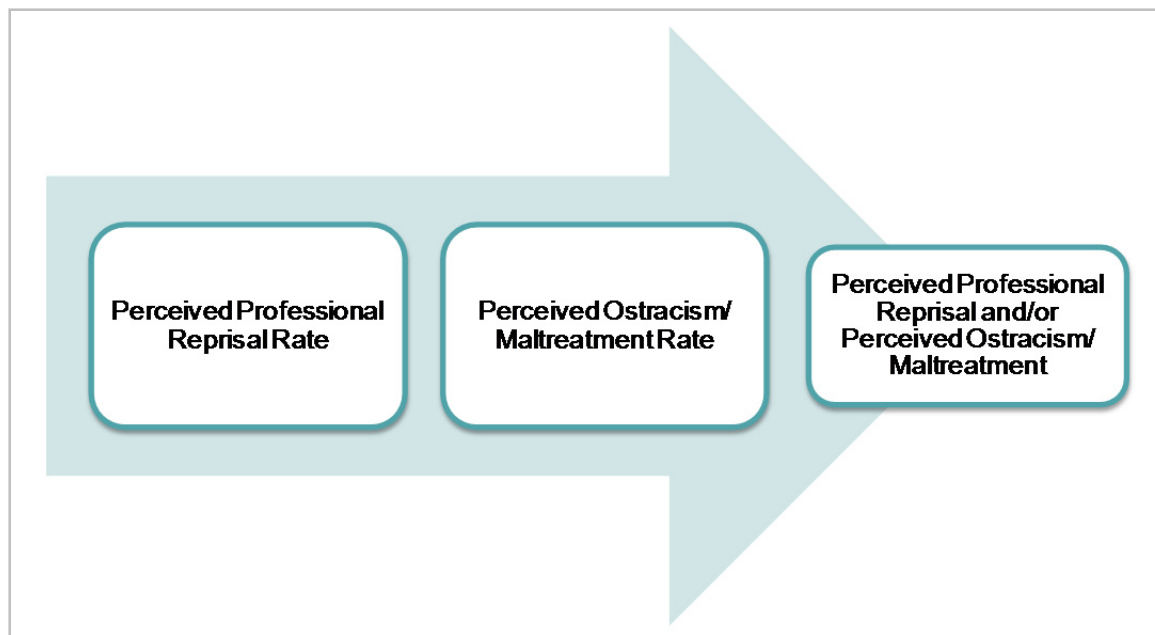 Perceived Professional
Reprisal Rate
Perceived Ostracism/
Maltreatment Rate
Perceived Professional
Reprisal and/or
Perceived Ostracism/
Maltreatment